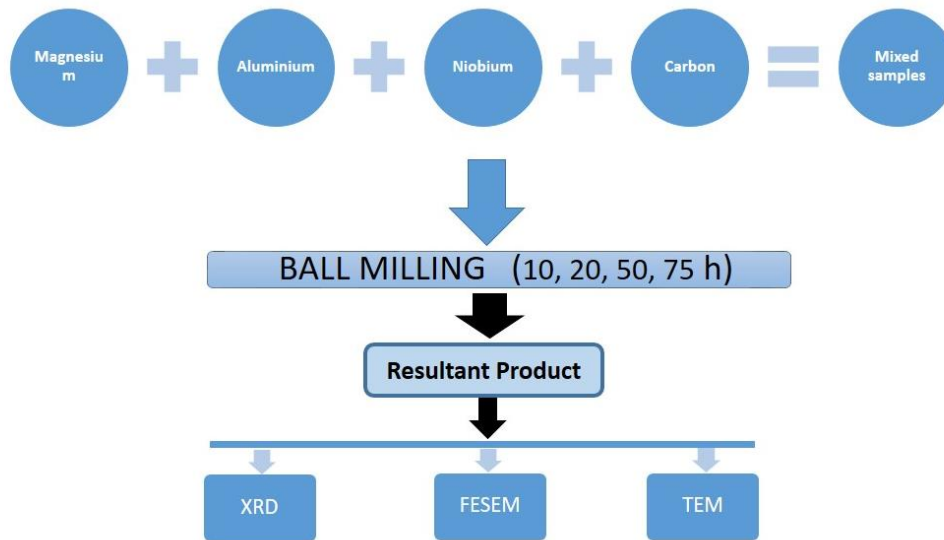 Magnesiu
m
Aluminium
Niobium
Carbon
Mixed
samples
BALL MILLING (10, 20, 50, 75 h)
Resultant Product
XRD
FESEM
TEM